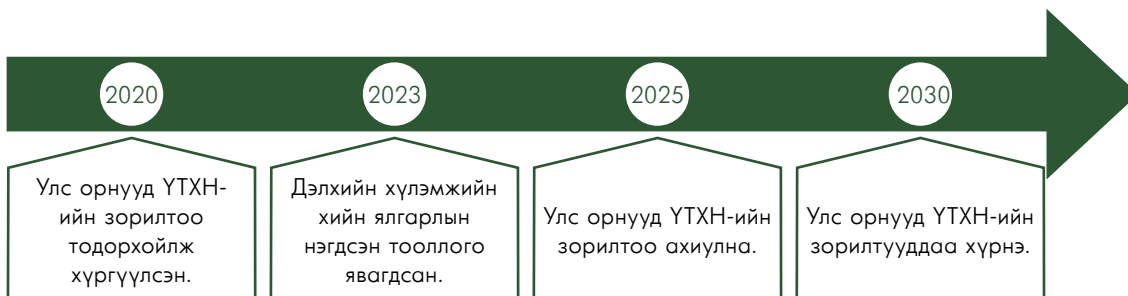 2020
2023
2025
2030
Улс орнууд ҮТХН-
ийн зорилтоо
тодорхойлж
хүргүүлсэн.
Дэлхийн хүлэмжийн
хийн ялгарлын
нэгдсэн тооллого
явагдсан.
Улс орнууд ҮТХН-ийн
зорилтоо ахиулна.
Улс орнууд ҮТХН-ийн
зорилтууддаа хүрнэ.